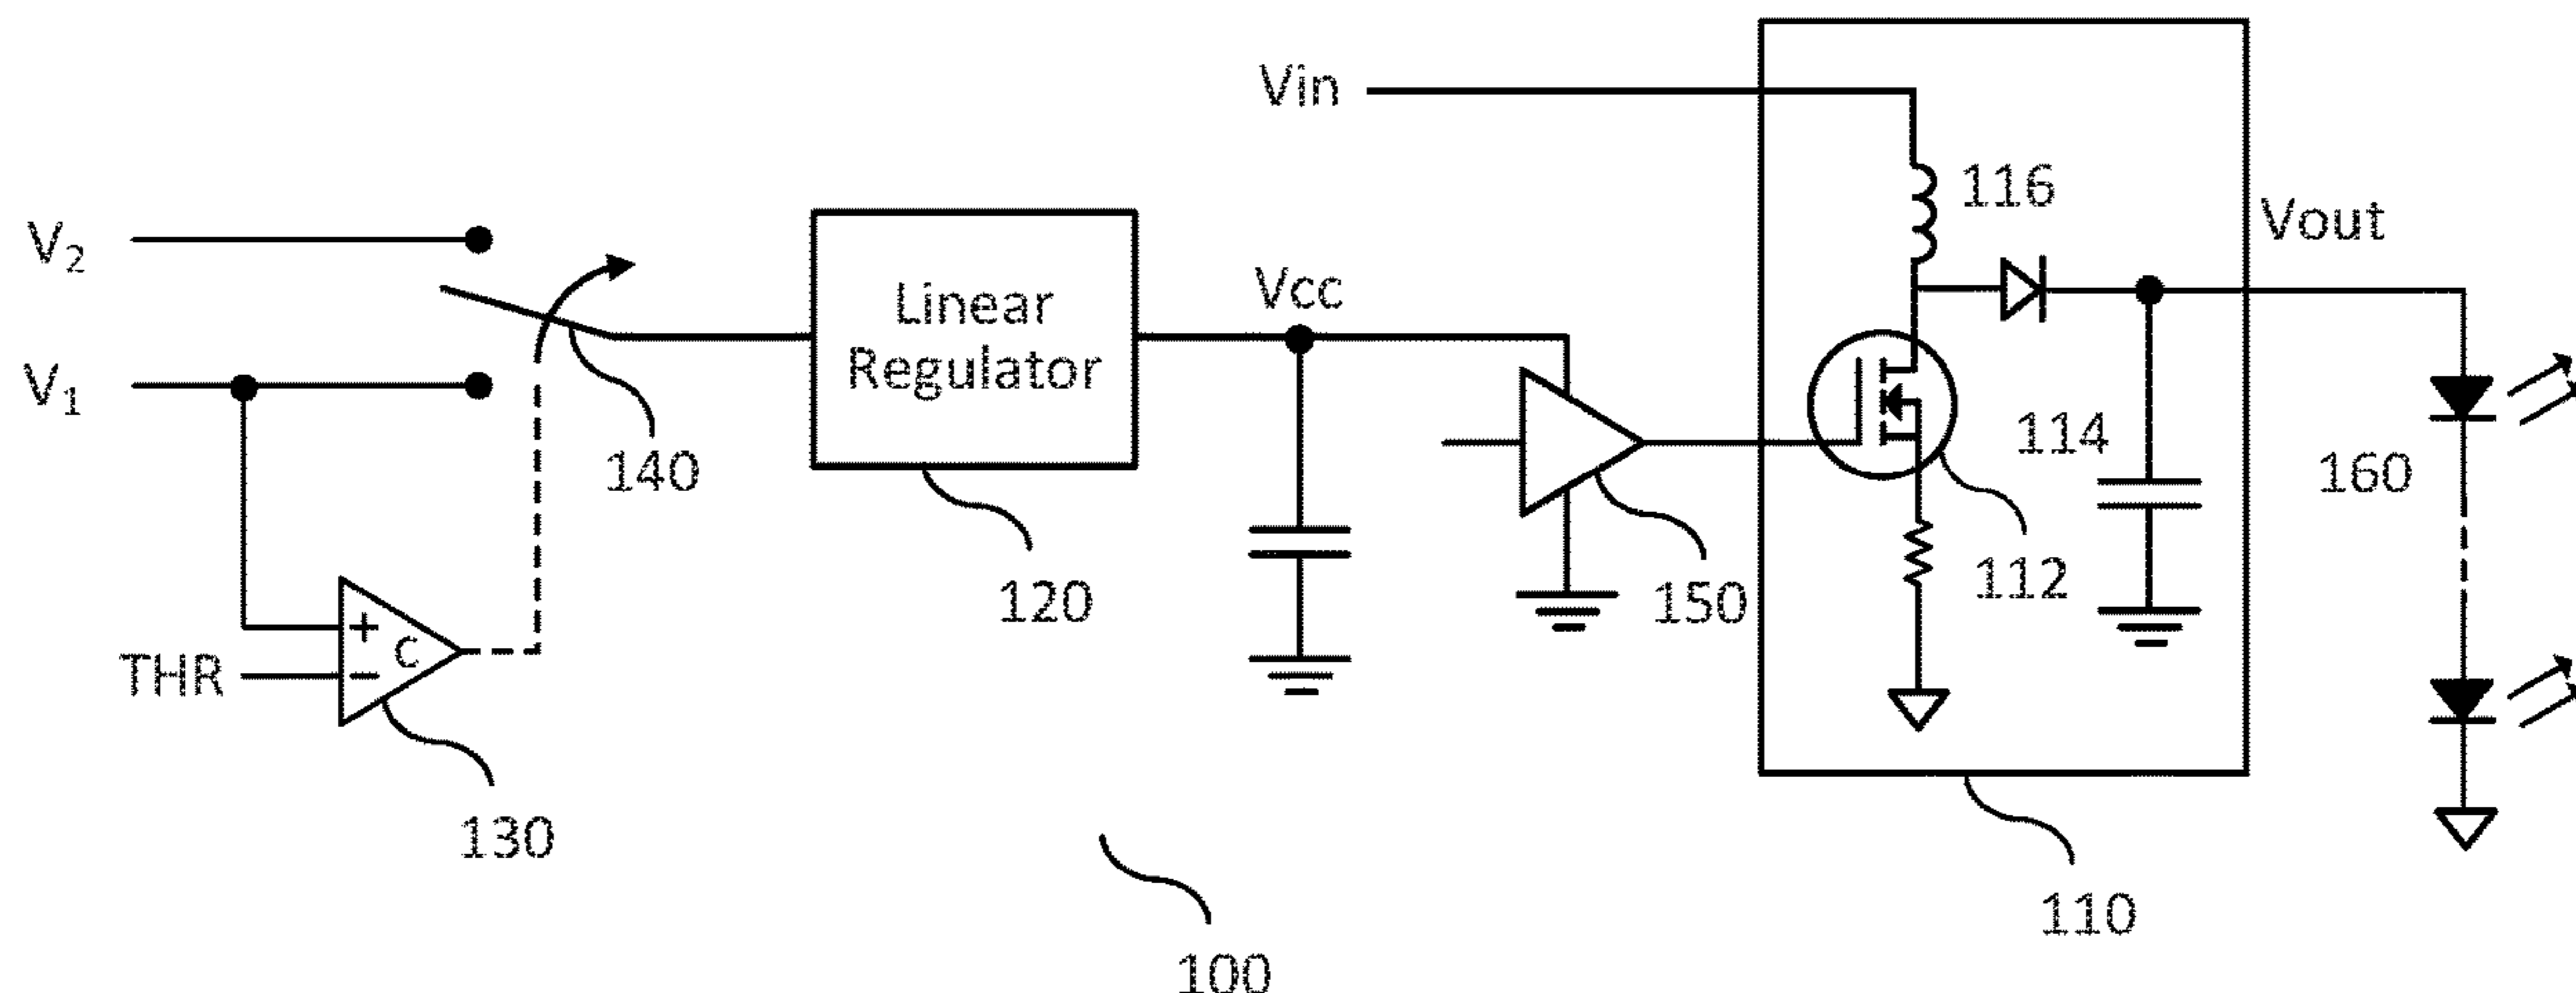 Vin
116
V₂
Vout
Linear
Regulator
Vcc
V₁
140
114
160
112
120
150
THR
+
C
−
130
110
100